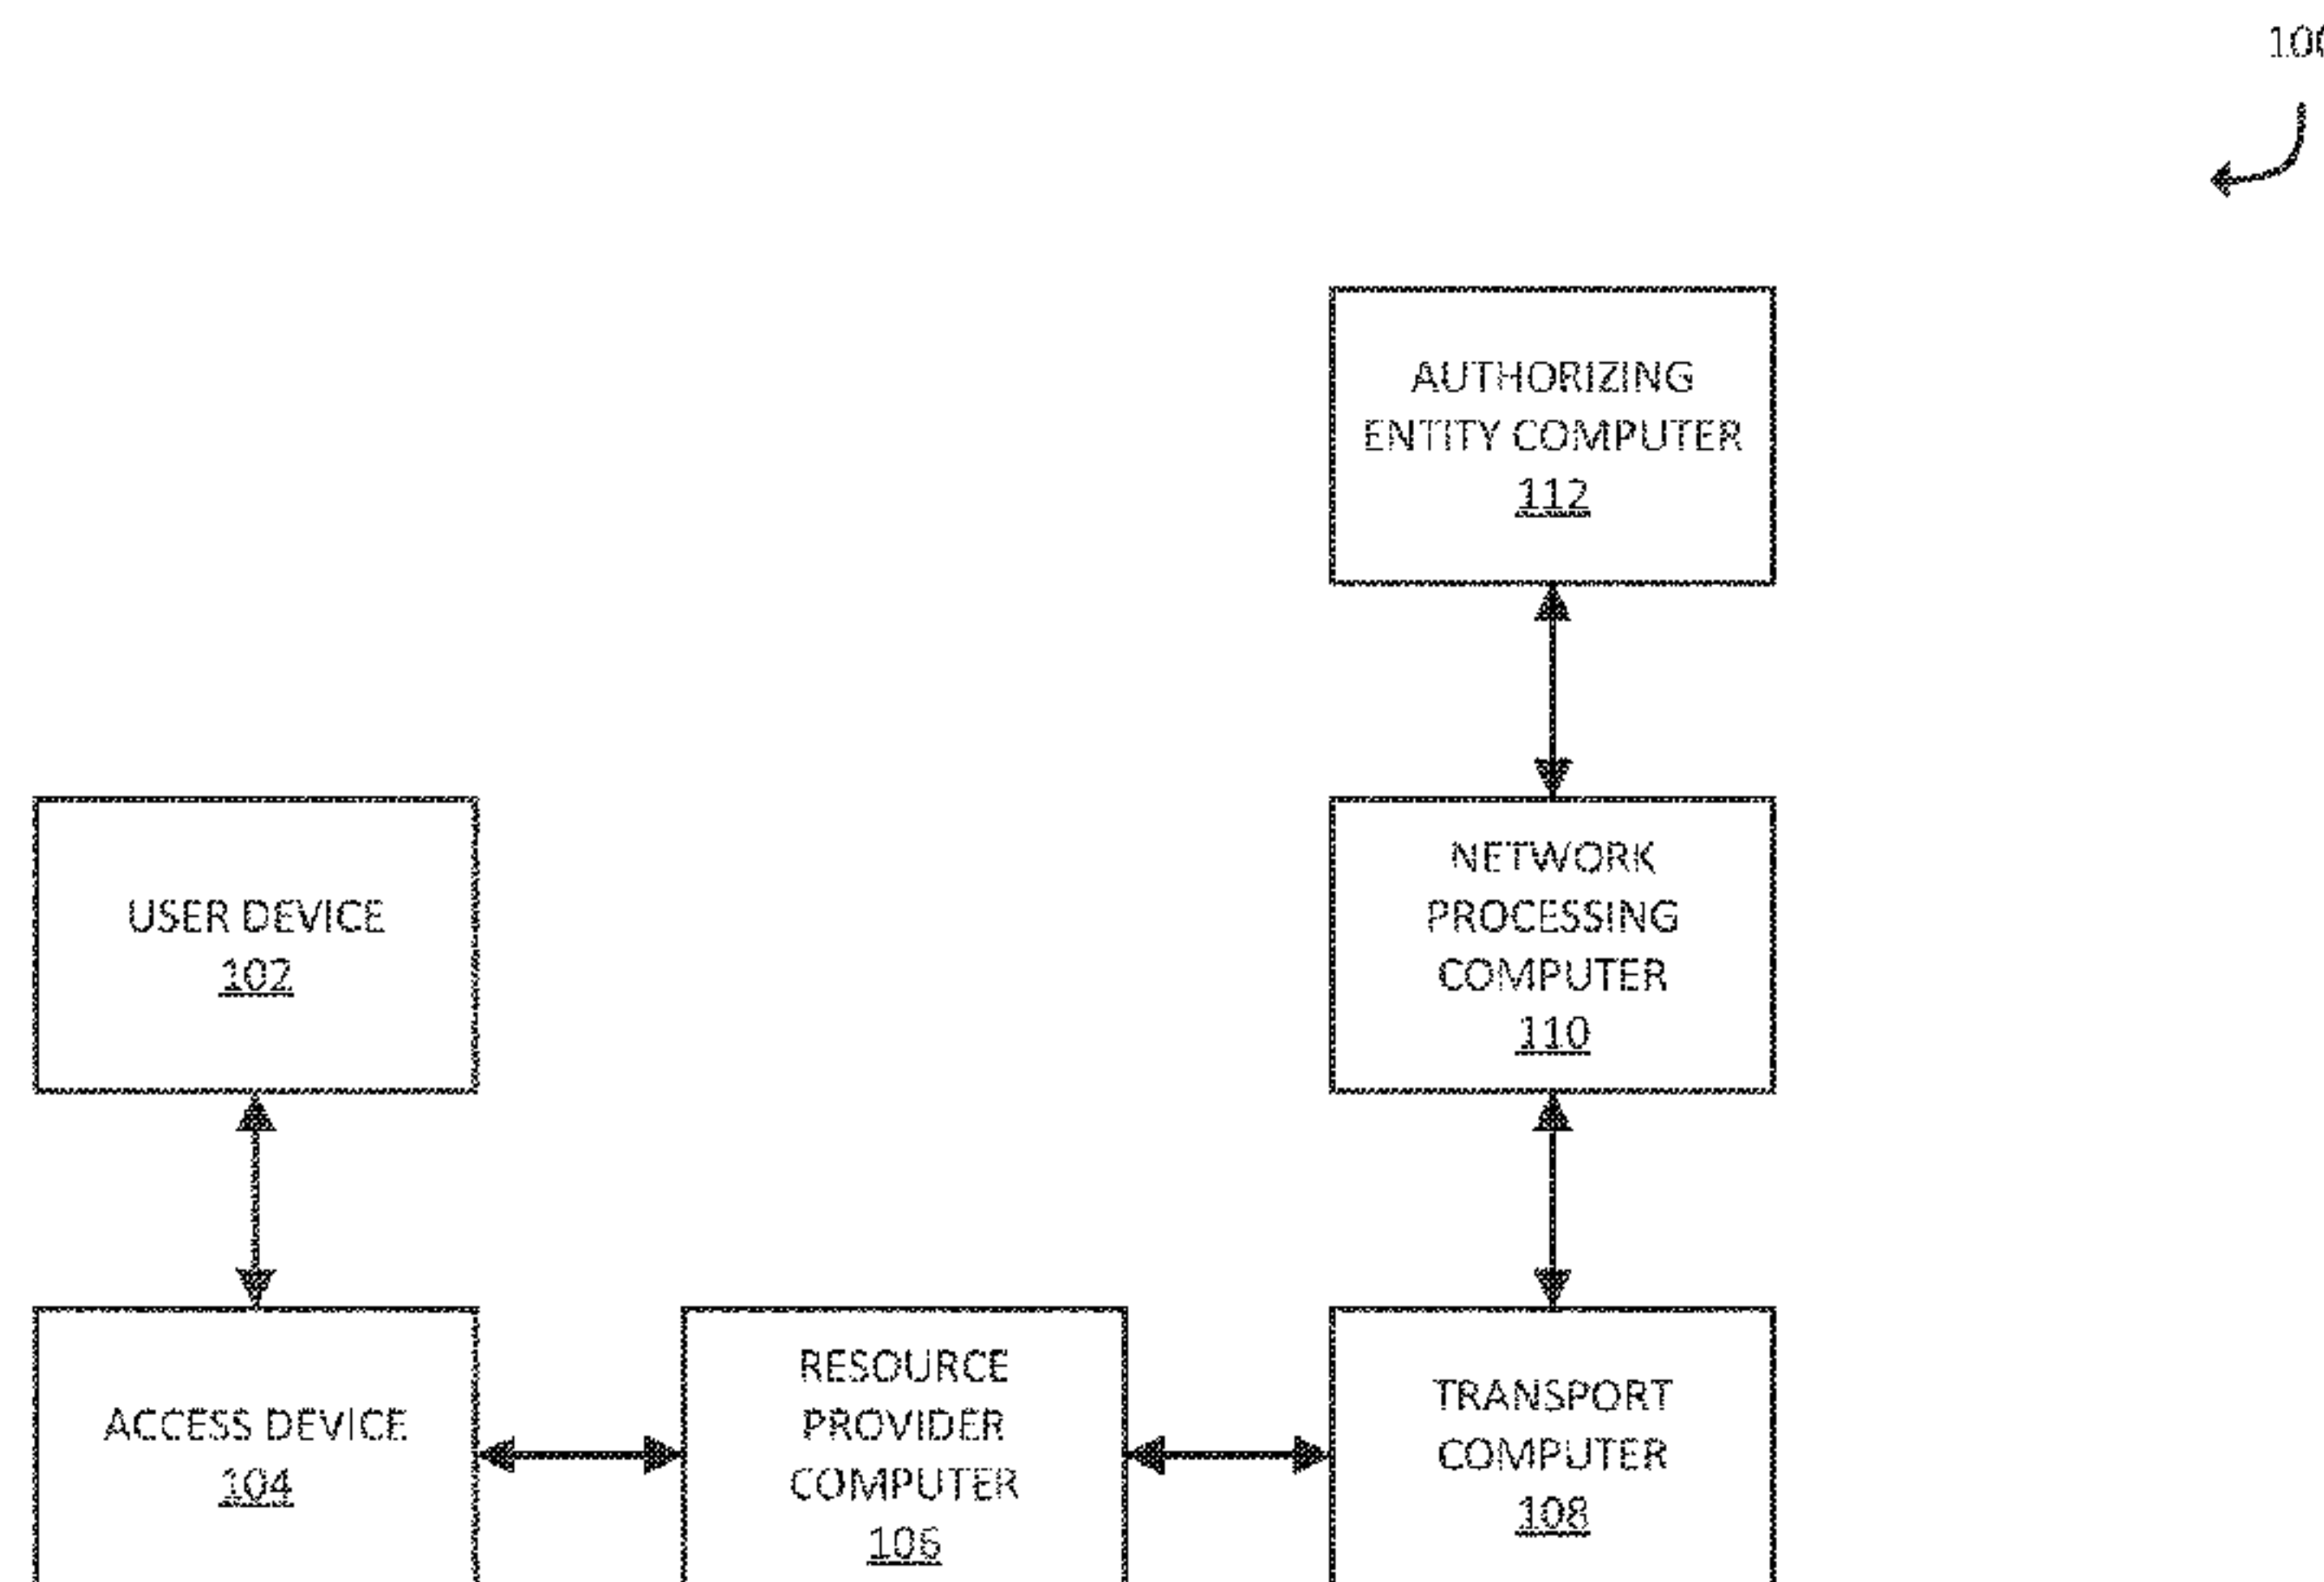 100
AUTHORIZING
ENTITY COMPUTER
112
USER DEVICE
102
NETWORK
PROCESSING
COMPUTER
110
ACCESS DEVICE
104
RESOURCE
PROVIDER
COMPUTER
106
TRANSPORT
COMPUTER
108